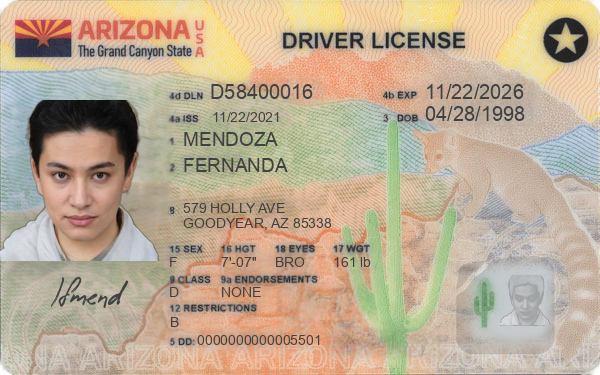 ARIZONA USA
The Grand Canyon State
DRIVER LICENSE
4d DLN D58400016
4b EXP 11/22/2026
4a ISS 11/22/2021
3 DOB 04/28/1998
1 MENDOZA
2 FERNANDA
8 579 HOLLY AVE
GOODYEAR, AZ 85338
15 SEX 16 HGT 18 EYES 17 WGT
F 7'-07" BRO 161 lb
9 CLASS 9a ENDORSEMENTS
D NONE
12 RESTRICTIONS
B
5 DD: 0000000000005501
ARIZONA ARIZONA ARIZONA ARIZONA